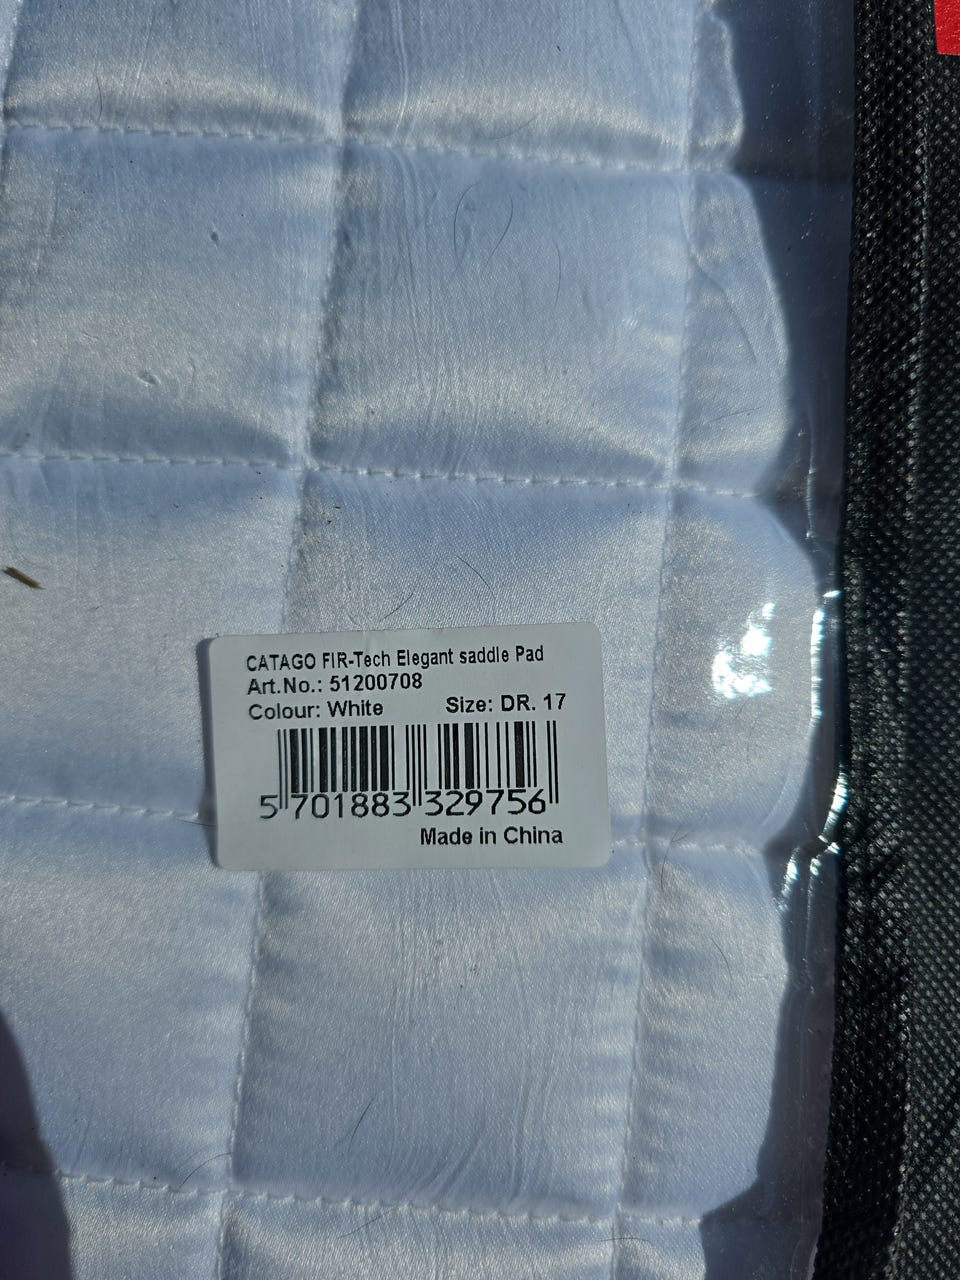 CATAGO FIR-Tech Elegant saddle Pad
Art.No.: 51200708
Colour: White Size: DR. 17
5 701883 329756
Made in China